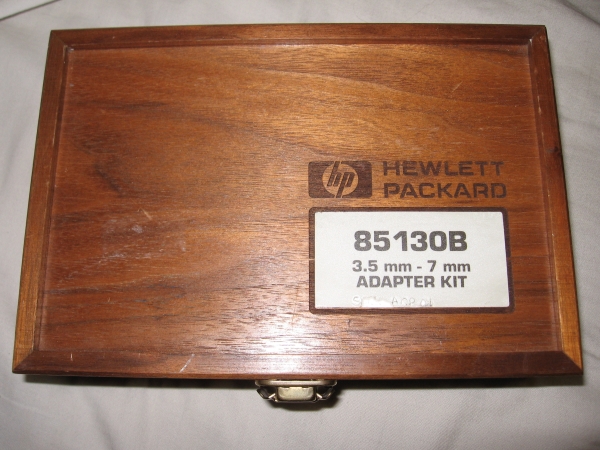 hp HEWLETT
PACKARD
85130B
3.5 mm - 7 mm
ADAPTER KIT